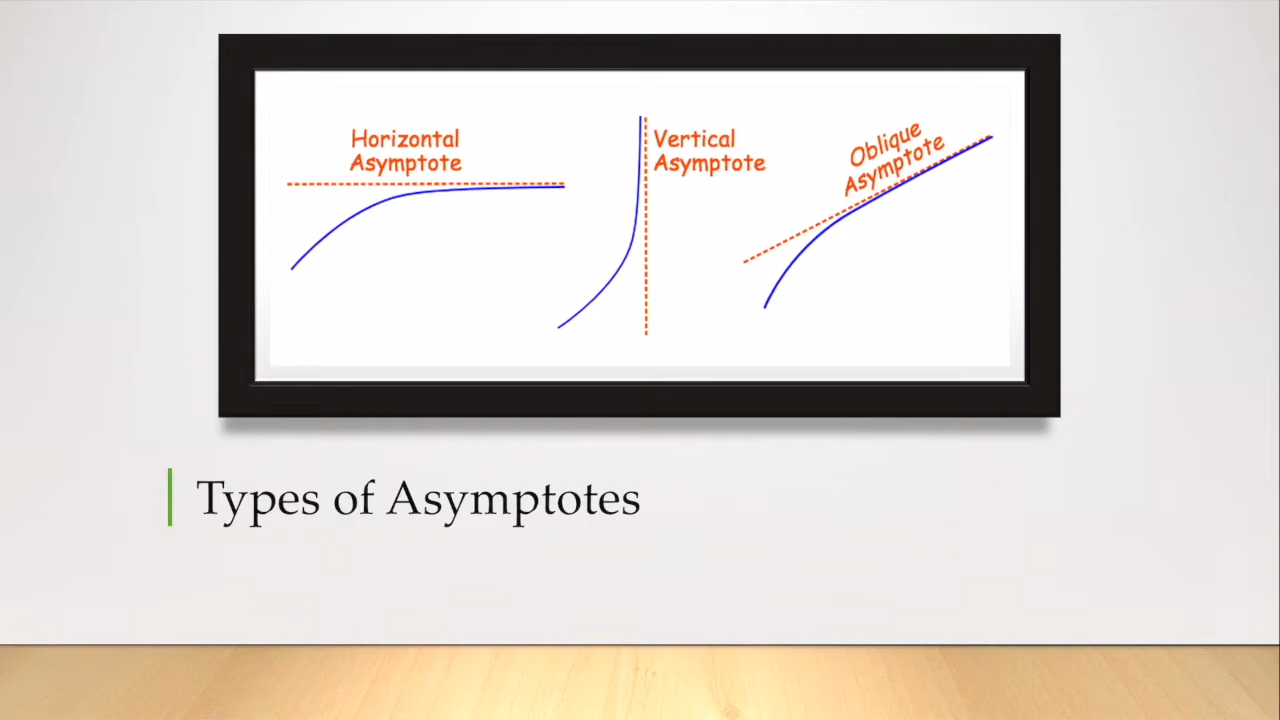 Horizontal
Asymptote
Vertical
Asymptote
Oblique
Asymptote
Types of Asymptotes